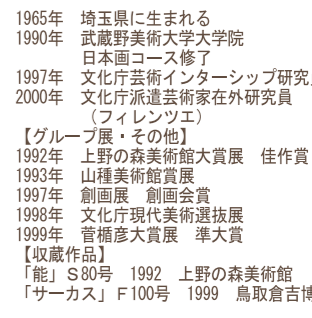 1965年　埼玉県に生まれる
1990年　武蔵野美術大学大学院
日本画コース修了
1997年　文化庁芸術インターシップ研究
2000年　文化庁派遣芸術家在外研究員
（フィレンツエ）
【グループ展・その他】
1992年　上野の森美術館大賞展　佳作賞
1993年　山種美術館賞展
1997年　創画展　創画会賞
1998年　文化庁現代美術選抜展
1999年　菅楯彦大賞展　準大賞
【収蔵作品】
「能」Ｓ80号　1992　上野の森美術館
「サーカス」Ｆ100号　1999　鳥取倉吉博